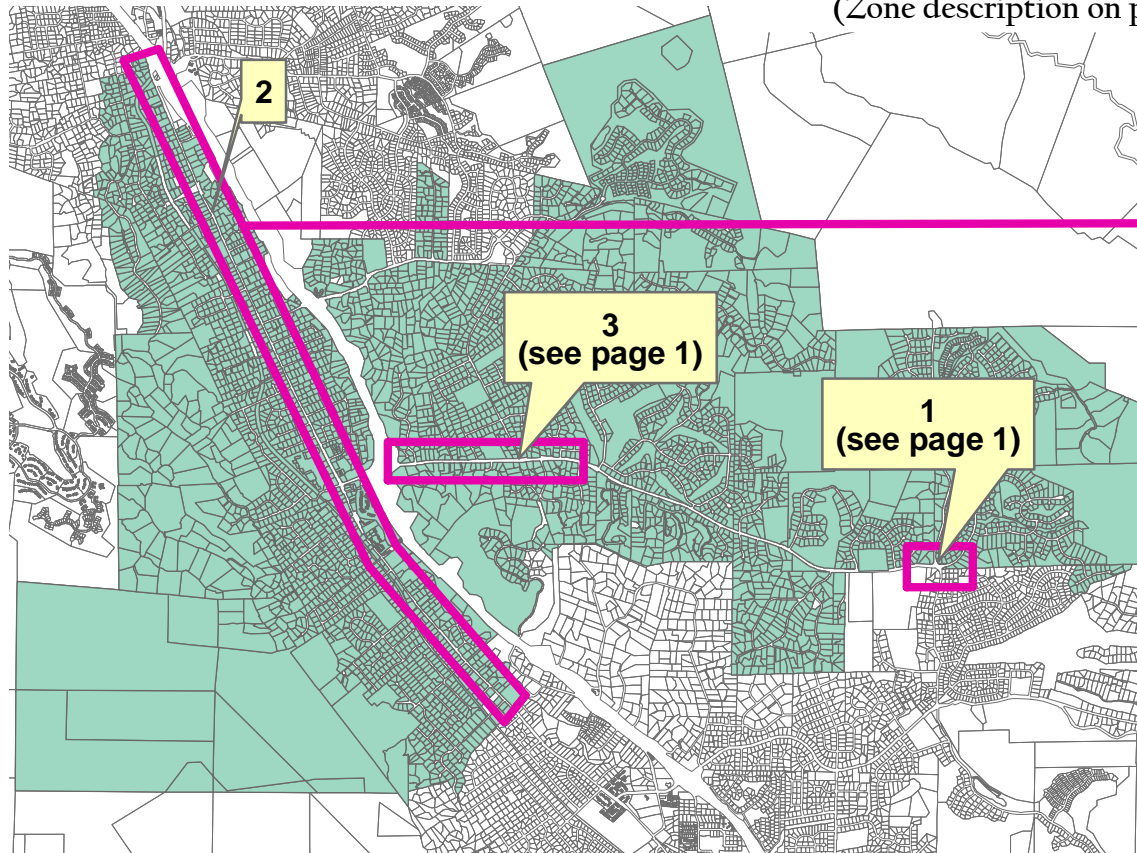 (Zone description on p
2
3
(see page 1)
1
(see page 1)